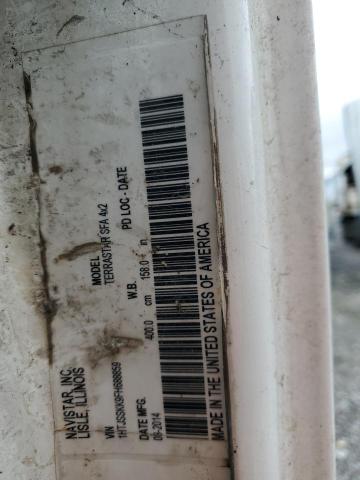 NAVISTAR, INC.
LISLE, ILLINOIS
MODEL
TERRASTAR SFA 4x2
VIN
1HTJSSKK9FH688859
W.B. PD LOC - DATE
DATE MFG.
09-2014
400.0 cm 158.0 in
MADE IN THE UNITED STATES OF AMERICA